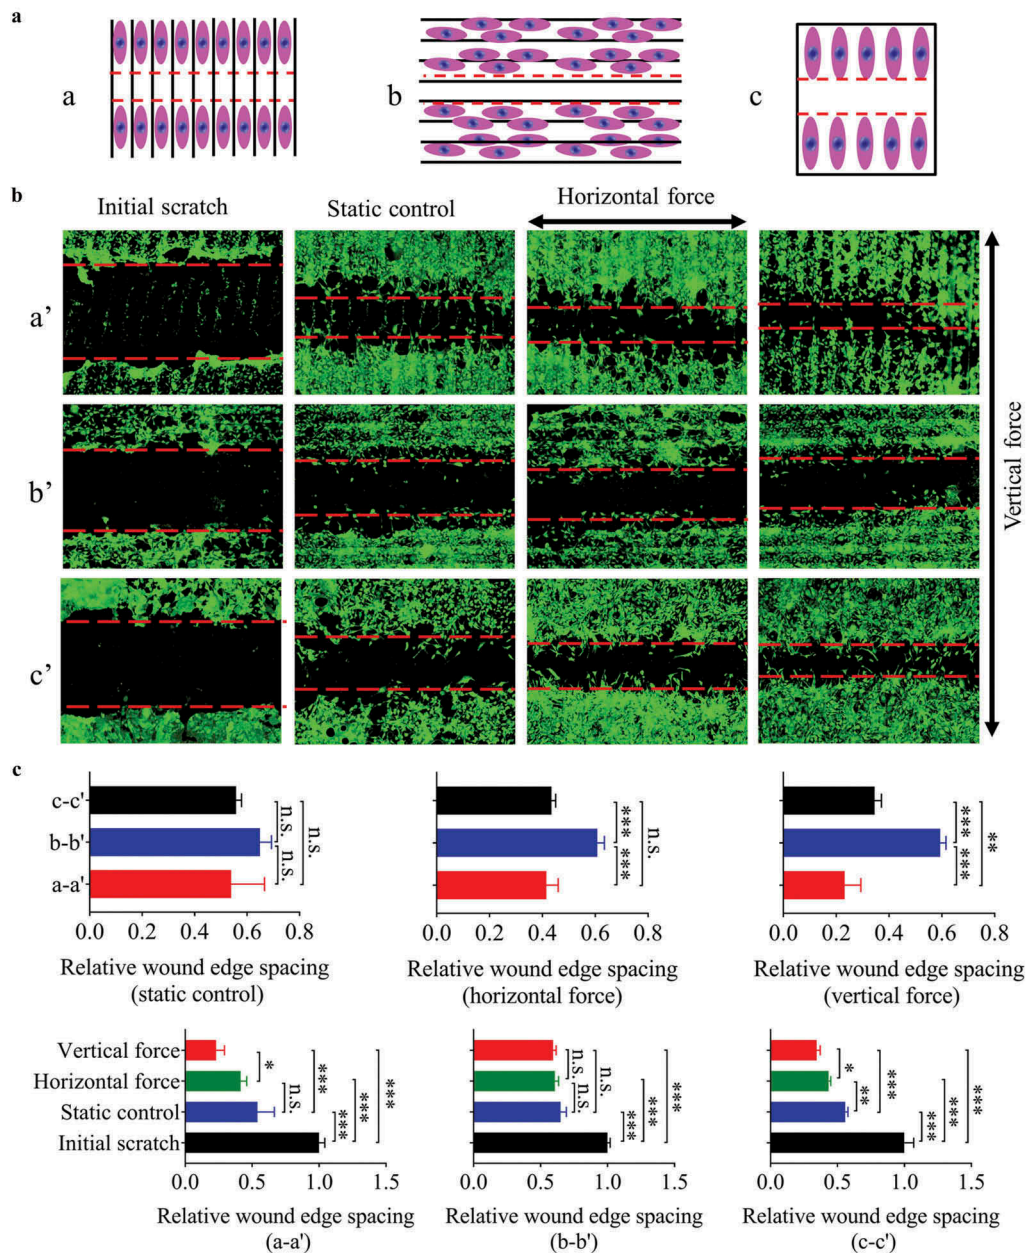 a
a
b
c
b
Initial scratch
Static control
Horizontal force
a’
b’
c’
Vertical force
c
c-c'
b-b'
a-a'
n.s.
n.s.
n.s.
0.0 0.2 0.4 0.6 0.8
Relative wound edge spacing
(static control)
***
***
n.s.
0.0 0.2 0.4 0.6 0.8
Relative wound edge spacing
(horizontal force)
***
***
**
0.0 0.2 0.4 0.6 0.8
Relative wound edge spacing
(vertical force)
Vertical force
Horizontal force
Static control
Initial scratch
*
n.s
***
***
***
***
0.0 0.5 1.0 1.5
Relative wound edge spacing
(a-a')
n.s.
n.s.
n.s.
***
***
***
0.0 0.5 1.0 1.5
Relative wound edge spacing
(b-b')
*
**
***
***
***
***
0.0 0.5 1.0 1.5
Relative wound edge spacing
(c-c')